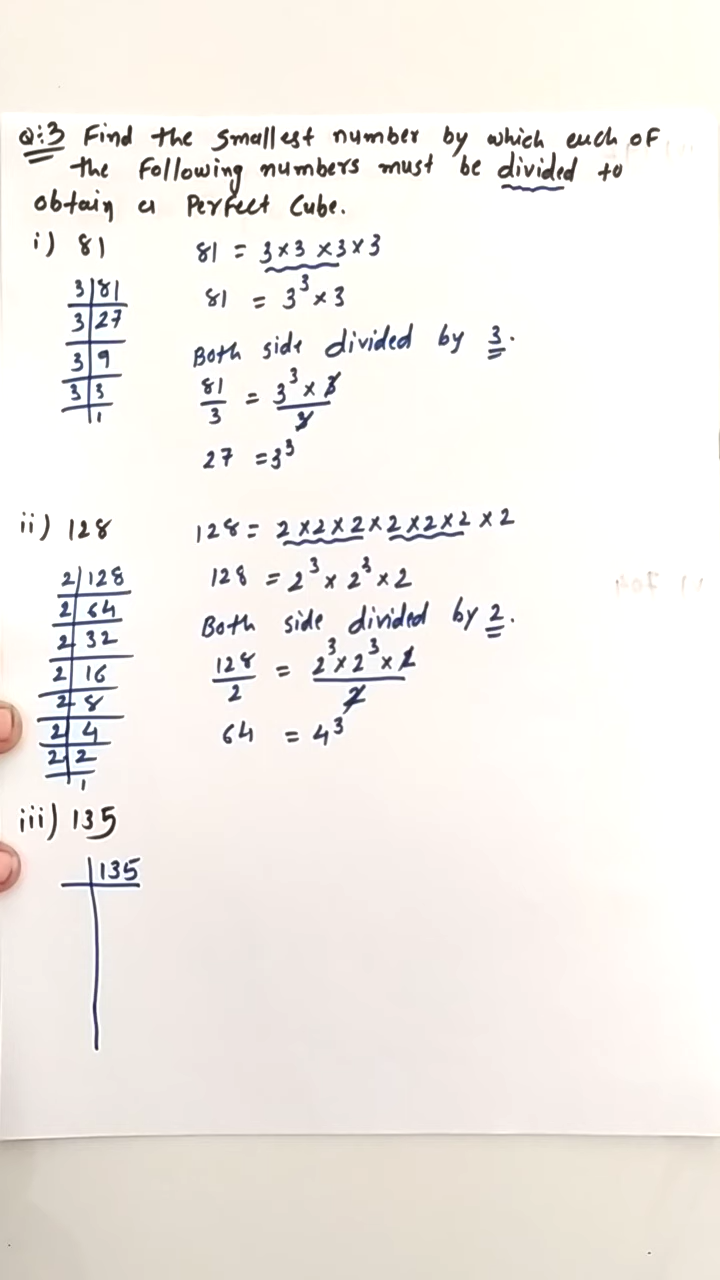 Q:3 Find the smallest number by which each of
the following numbers must be divided to
obtain a Perfect Cube.
i) 81
3|81
3|27
3|9
3|3
1
81 = 3×3×3×3
81 = 3³×3
Both side divided by 3.
81/3 = 3³×3/3
27 = 3³
ii) 128
2|128
2|64
2|32
2|16
2|8
2|4
2|2
1
128 = 2×2×2×2×2×2×2
128 = 2³×2³×2
Both side divided by 2.
128/2 = 2³×2³×2/2
64 = 4³
iii) 135
|135